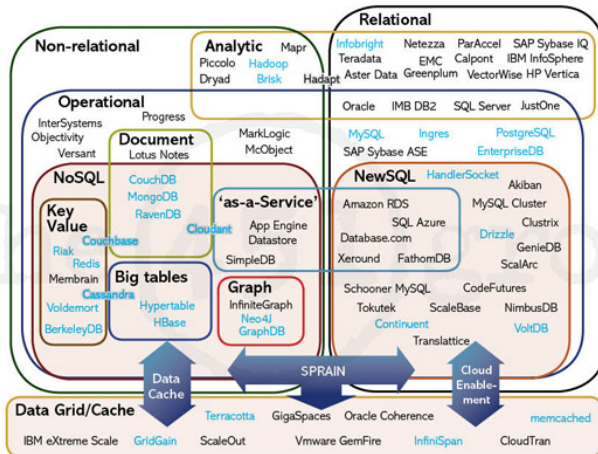 Non-relational
Relational
Analytic
Mapr
Piccolo
Hadoop
Dryad
Brisk
Hadapt
Infobright
Netezza
ParAccel
SAP Sybase IQ
Teradata
EMC
Calpont
IBM InfoSphere
Aster Data
Greenplum
VectorWise
HP Vertica
Operational
Oracle
IMB DB2
SQL Server
JustOne
InterSystems
Progress
Objectivity
Versant
Document
Lotus Notes
MarkLogic
McObject
MySQL
Ingres
PostgreSQL
SAP Sybase ASE
EnterpriseDB
NoSQL
CouchDB
MongoDB
RavenDB
Key
Value
Couchbase
Riak
Redis
Membrain
Cassandra
Voldemort
BerkeleyDB
Cloudant
'as-a-Service'
App Engine
Datastore
SimpleDB
Big tables
Hypertable
HBase
Graph
InfiniteGraph
Neo4J
GraphDB
NewSQL
HandlerSocket
Amazon RDS
SQL Azure
Database.com
Xeround
FathomDB
Akiban
MySQL Cluster
Clustrix
Drizzle
GenieDB
ScalArc
Schooner MySQL
CodeFutures
Tokutek
ScaleBase
NimbusDB
Continuent
VoltDB
Translattice
Data
Cache
SPRAIN
Cloud
Enable-
ment
Data Grid/Cache
Terracotta
GigaSpaces
Oracle Coherence
memcached
IBM eXtreme Scale
GridGain
ScaleOut
Vmware GemFire
InfiniSpan
CloudTran